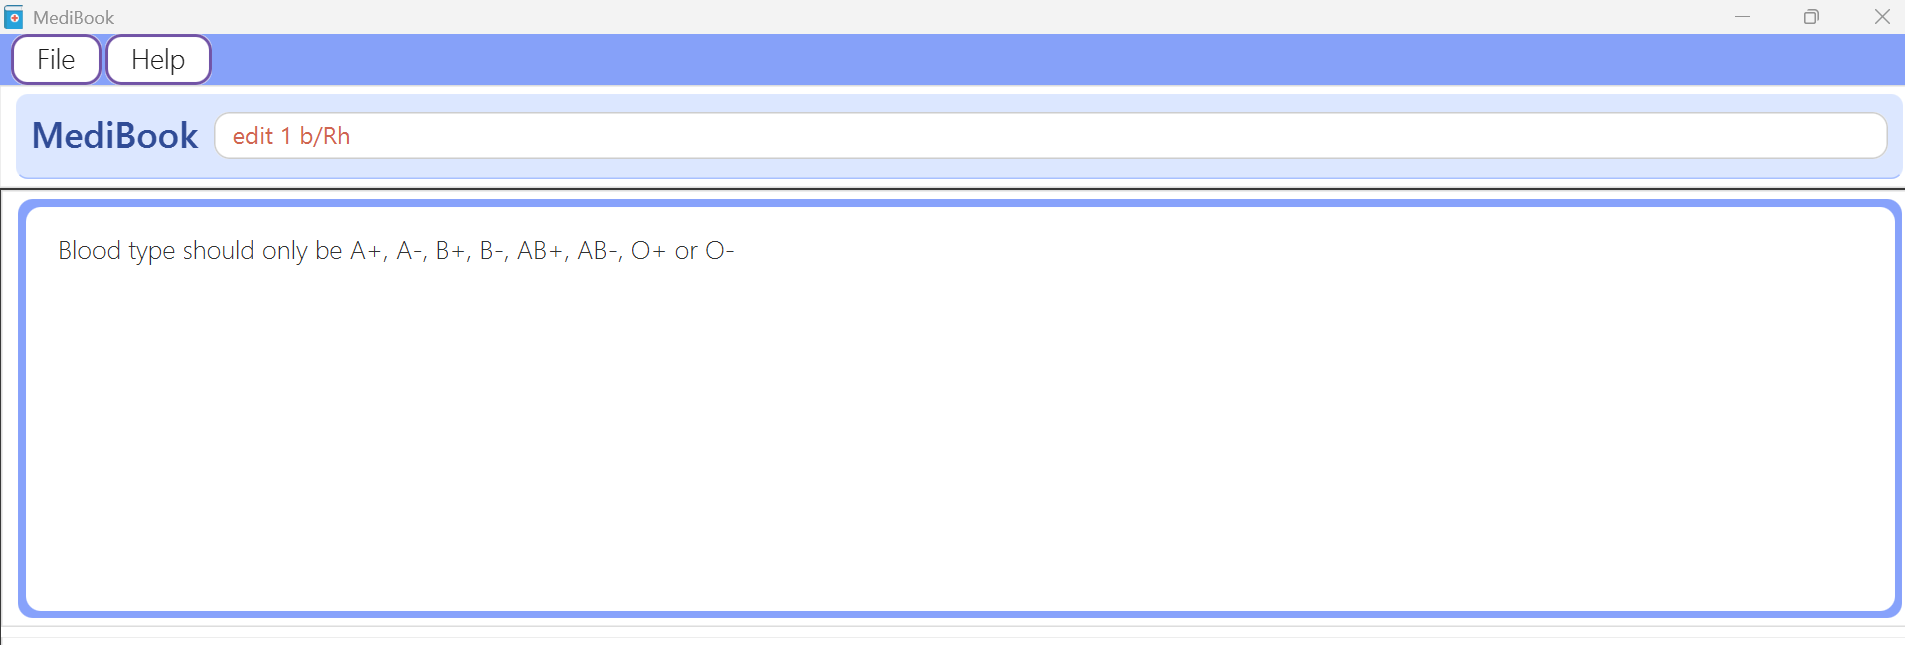 MediBook
File Help
MediBook edit 1 b/Rh
Blood type should only be A+, A-, B+, B-, AB+, AB-, O+ or O-